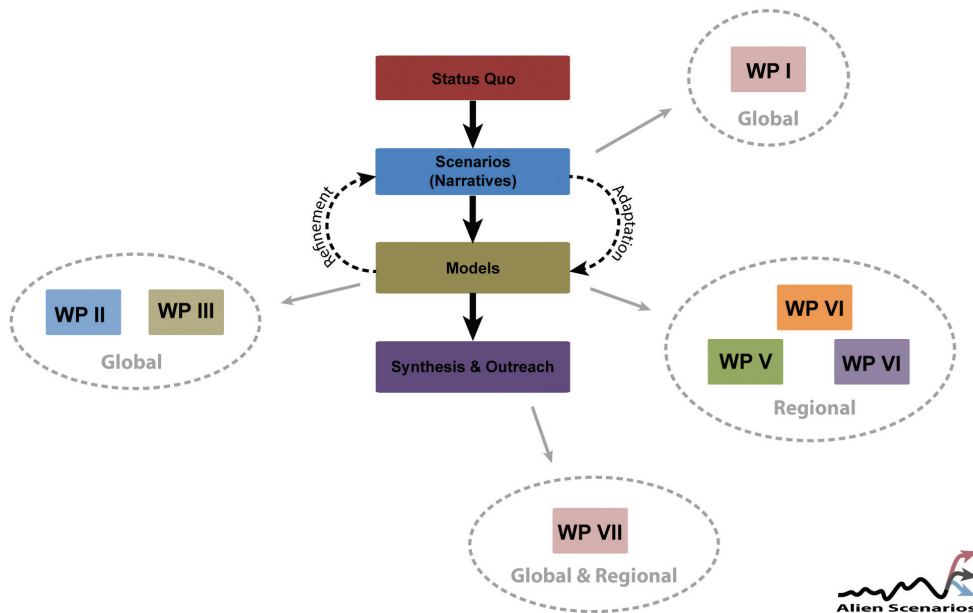 Status Quo
WP I
Global
Scenarios
(Narratives)
Refinement
Adaptation
Models
WP II
WP III
Global
WP VI
WP V
WP VI
Regional
Synthesis & Outreach
WP VII
Global & Regional
Alien Scenarios